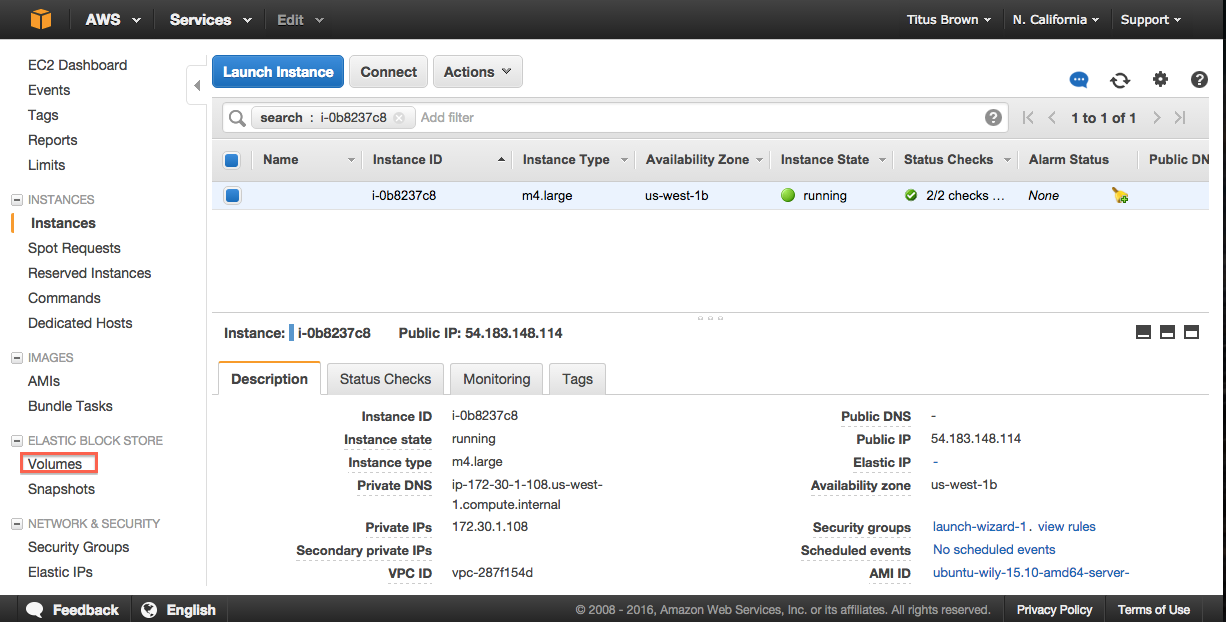 AWS Services Edit Titus Brown N. California Support
EC2 Dashboard
Events
Tags
Reports
Limits
INSTANCES
Instances
Spot Requests
Reserved Instances
Commands
Dedicated Hosts
IMAGES
AMIs
Bundle Tasks
ELASTIC BLOCK STORE
Volumes
Snapshots
NETWORK & SECURITY
Security Groups
Elastic IPs
Launch Instance Connect Actions
search : i-0b8237c8 Add filter 1 to 1 of 1
Name Instance ID Instance Type Availability Zone Instance State Status Checks Alarm Status Public DN
i-0b8237c8 m4.large us-west-1b running 2/2 checks ... None
Instance: i-0b8237c8 Public IP: 54.183.148.114
Description Status Checks Monitoring Tags
Instance ID i-0b8237c8
Instance state running
Instance type m4.large
Private DNS ip-172-30-1-108.us-west-
1.compute.internal
Private IPs 172.30.1.108
Secondary private IPs
VPC ID vpc-287f154d
Public DNS -
Public IP 54.183.148.114
Elastic IP -
Availability zone us-west-1b
Security groups launch-wizard-1. view rules
Scheduled events No scheduled events
AMI ID ubuntu-wily-15.10-amd64-server-
Feedback English © 2008 - 2016, Amazon Web Services, Inc. or its affiliates. All rights reserved. Privacy Policy Terms of Use